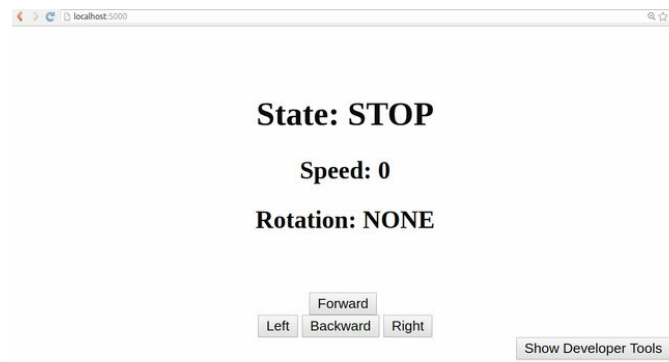 localhost:5000
State: STOP
Speed: 0
Rotation: NONE
Forward
Left Backward Right
Show Developer Tools